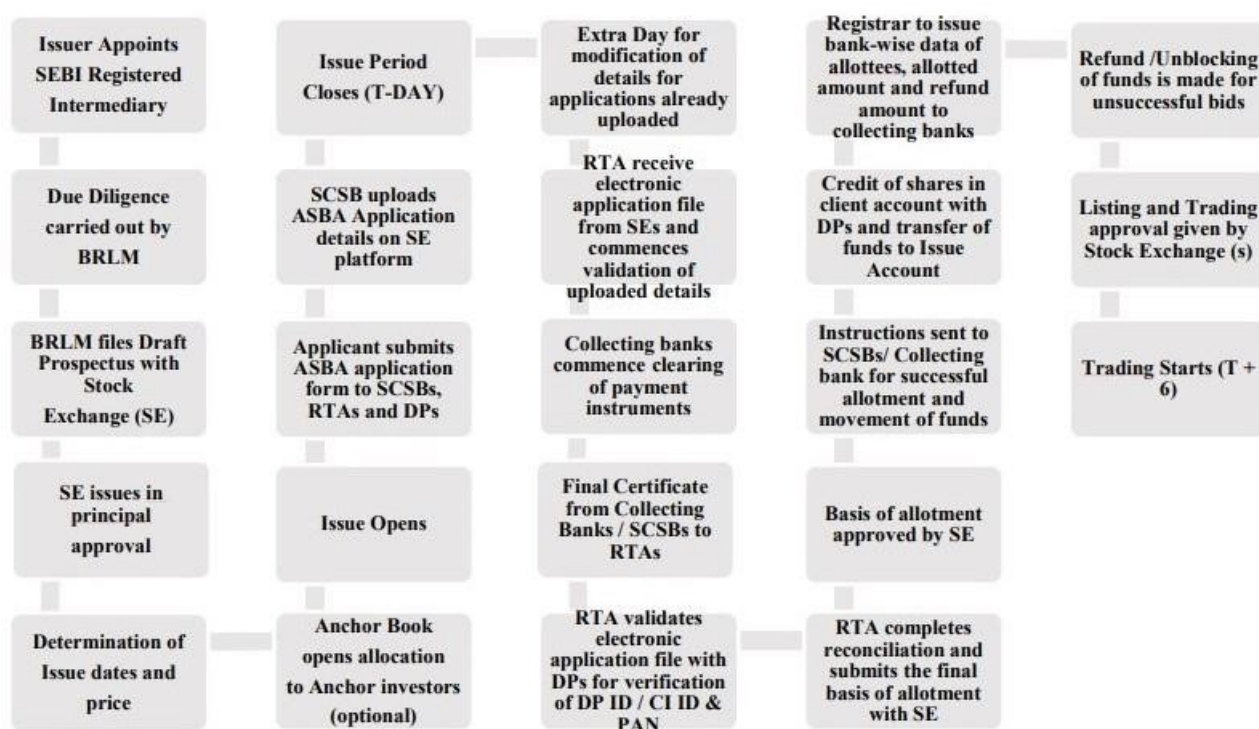 Issuer Appoints
SEBI Registered
Intermediary
Due Diligence
carried out by
BRLM
BRLM files Draft
Prospectus with
Stock
Exchange (SE)
SE issues in
principal
approval
Determination of
Issue dates and
price
Anchor Book
opens allocation
to Anchor investors
(optional)
Issue Opens
Applicant submits
ASBA application
form to SCSBs,
RTAs and DPs
SCSB uploads
ASBA Application
details on SE
platform
Issue Period
Closes (T-DAY)
Extra Day for
modification of
details for
applications already
uploaded
RTA receive
electronic
application file
from SEs and
commences
validation of
uploaded details
Collecting banks
commence clearing
of payment
instruments
Final Certificate
from Collecting
Banks / SCSBs to
RTAs
RTA validates
electronic
application file with
DPs for verification
of DP ID / CI ID &
PAN
RTA completes
reconciliation and
submits the final
basis of allotment
with SE
Basis of allotment
approved by SE
Instructions sent to
SCSBs/ Collecting
bank for successful
allotment and
movement of funds
Credit of shares in
client account with
DPs and transfer of
funds to Issue
Account
Registrar to issue
bank-wise data of
allottees, allotted
amount and refund
amount to
collecting banks
Refund /Unblocking
of funds is made for
unsuccessful bids
Listing and Trading
approval given by
Stock Exchange (s)
Trading Starts (T +
6)